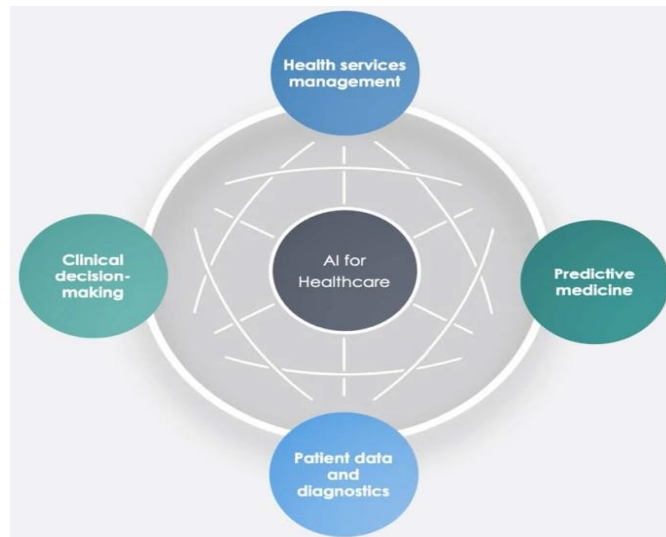 Health services
management
Clinical
decision-
making
AI for
Healthcare
Predictive
medicine
Patient data
and
diagnostics